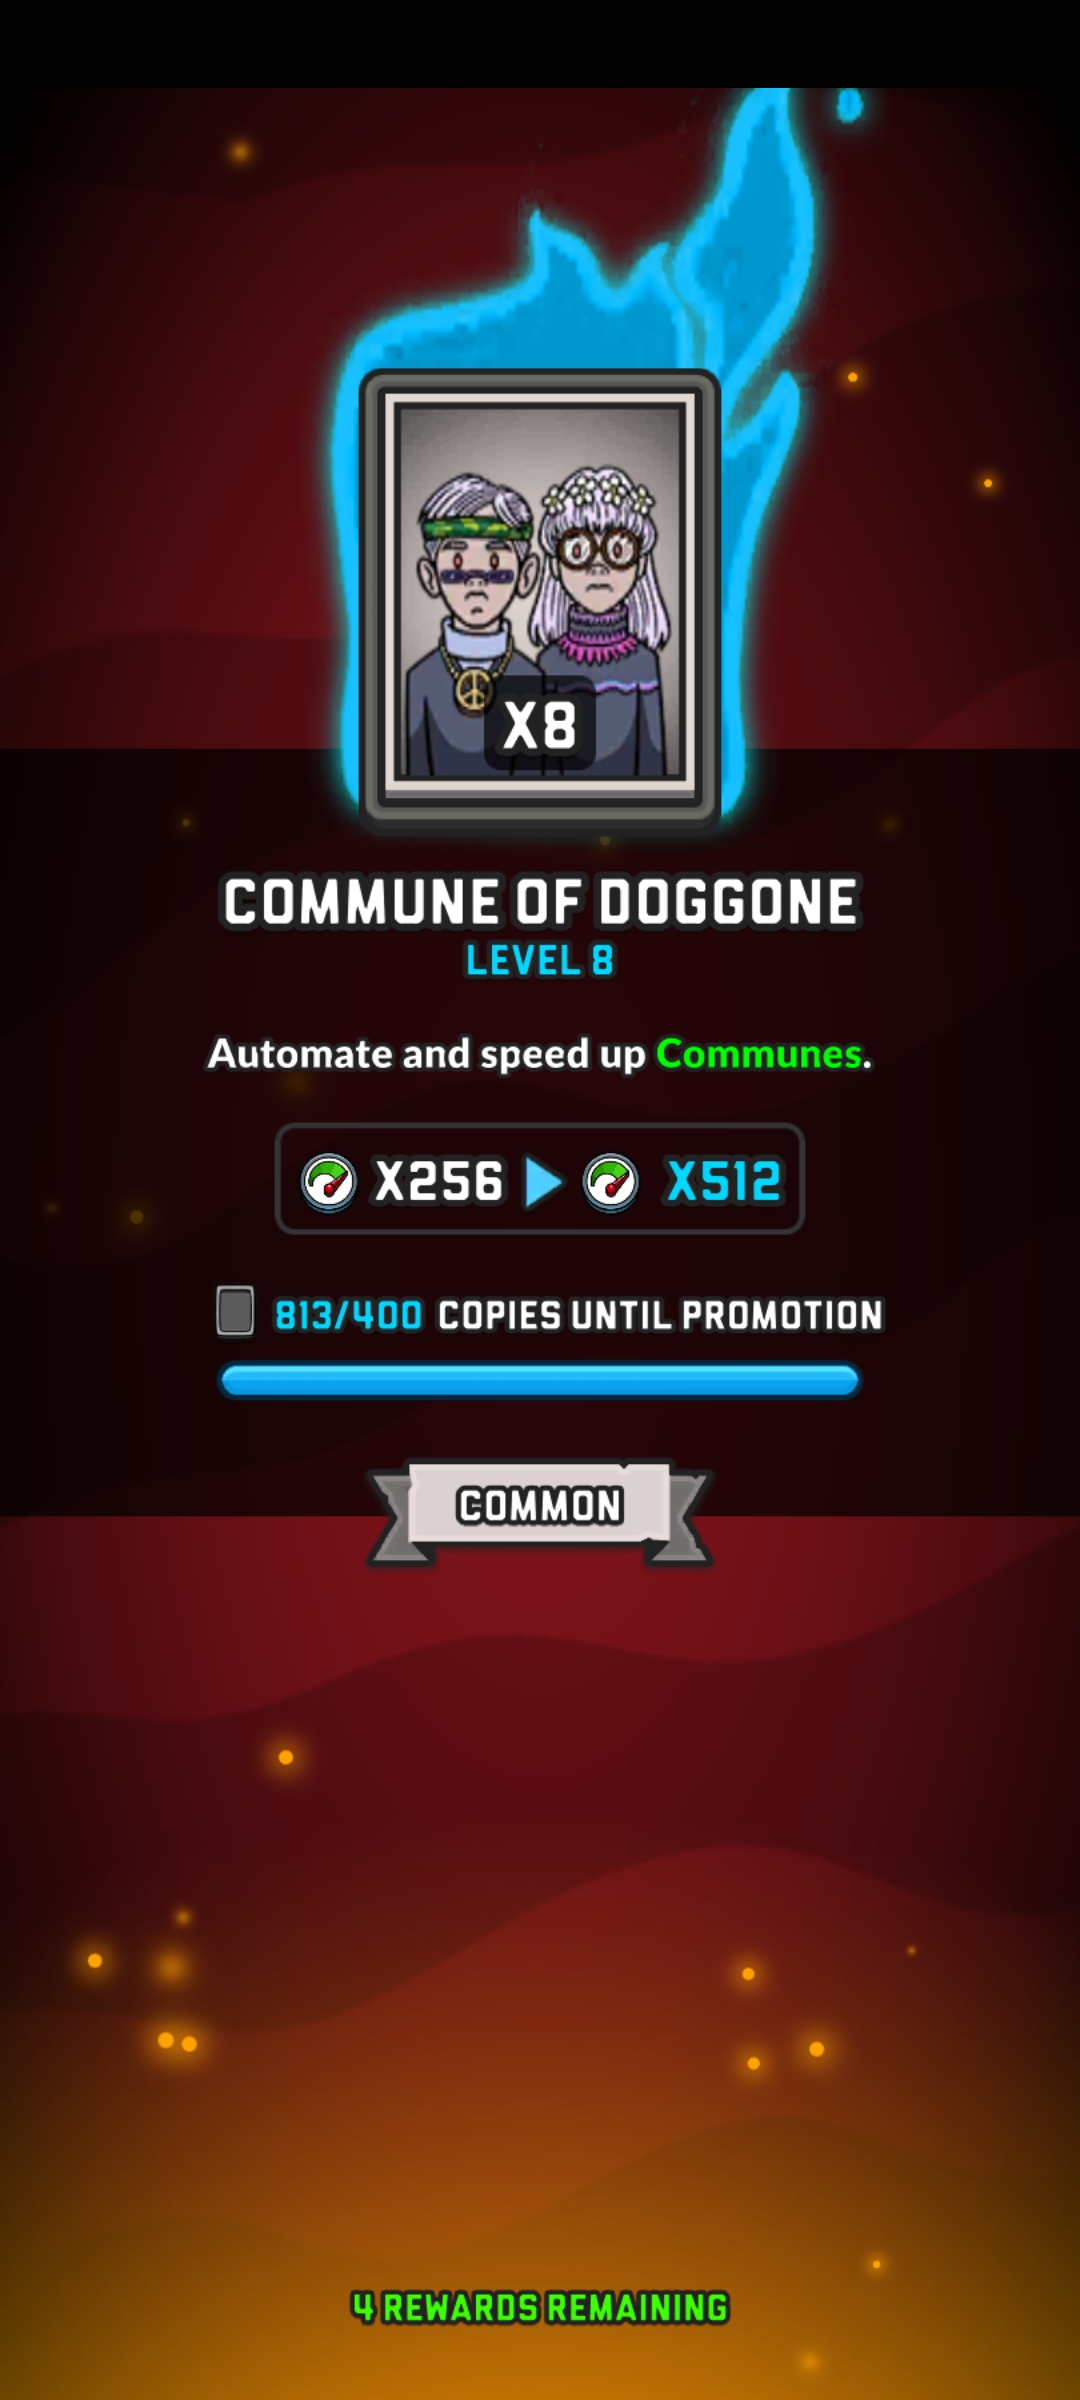 X8
COMMUNE OF DOGGONE
LEVEL 8
Automate and speed up Communes.
X256 X512
813/400 COPIES UNTIL PROMOTION
COMMON
4 REWARDS REMAINING